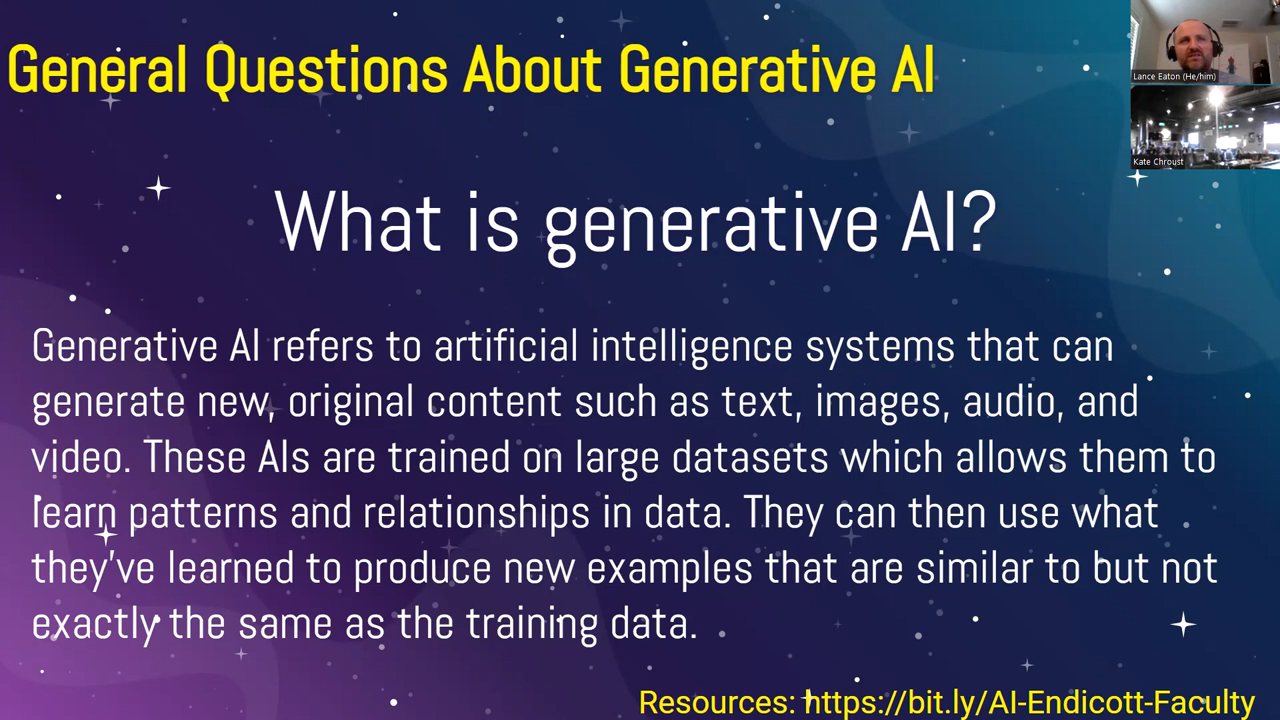 General Questions About Generative AI
Lance Eaton (He/him)
Kate Chroust
What is generative AI?
Generative AI refers to artificial intelligence systems that can
generate new, original content such as text, images, audio, and
video. These AIs are trained on large datasets which allows them to
learn patterns and relationships in data. They can then use what
they've learned to produce new examples that are similar to but not
exactly the same as the training data.
Resources: https://bit.ly/AI-Endicott-Faculty